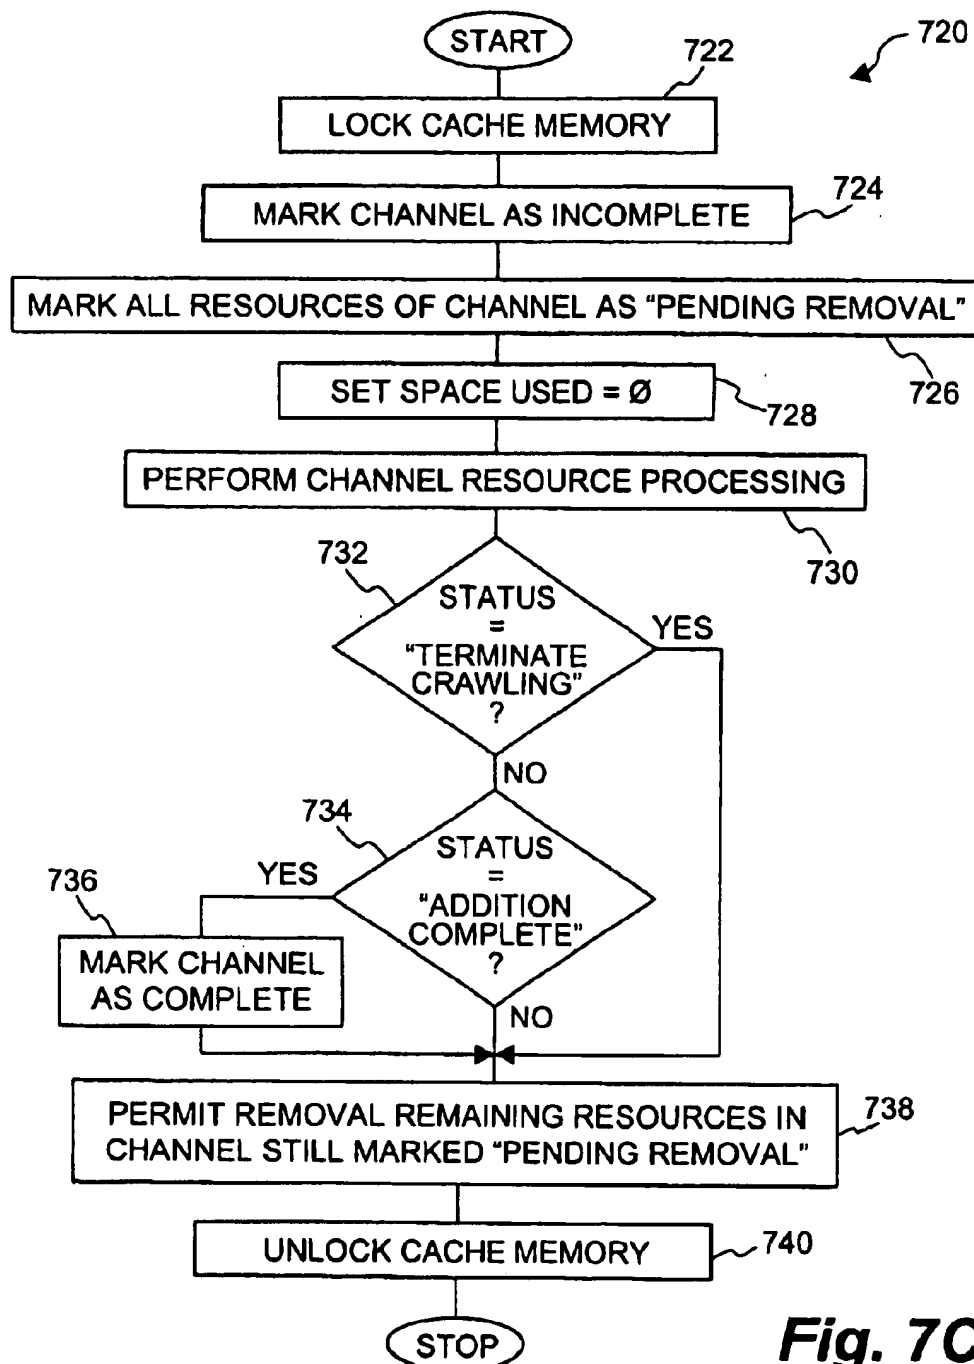 START
720
722
LOCK CACHE MEMORY
724
MARK CHANNEL AS INCOMPLETE
MARK ALL RESOURCES OF CHANNEL AS "PENDING REMOVAL"
726
SET SPACE USED = Ø
728
PERFORM CHANNEL RESOURCE PROCESSING
730
732
STATUS
=
"TERMINATE
CRAWLING"
?
YES
NO
734
STATUS
=
"ADDITION
COMPLETE"
?
YES
736
MARK CHANNEL
AS COMPLETE
NO
PERMIT REMOVAL REMAINING RESOURCES IN
CHANNEL STILL MARKED "PENDING REMOVAL"
738
UNLOCK CACHE MEMORY
740
STOP
Fig. 7C